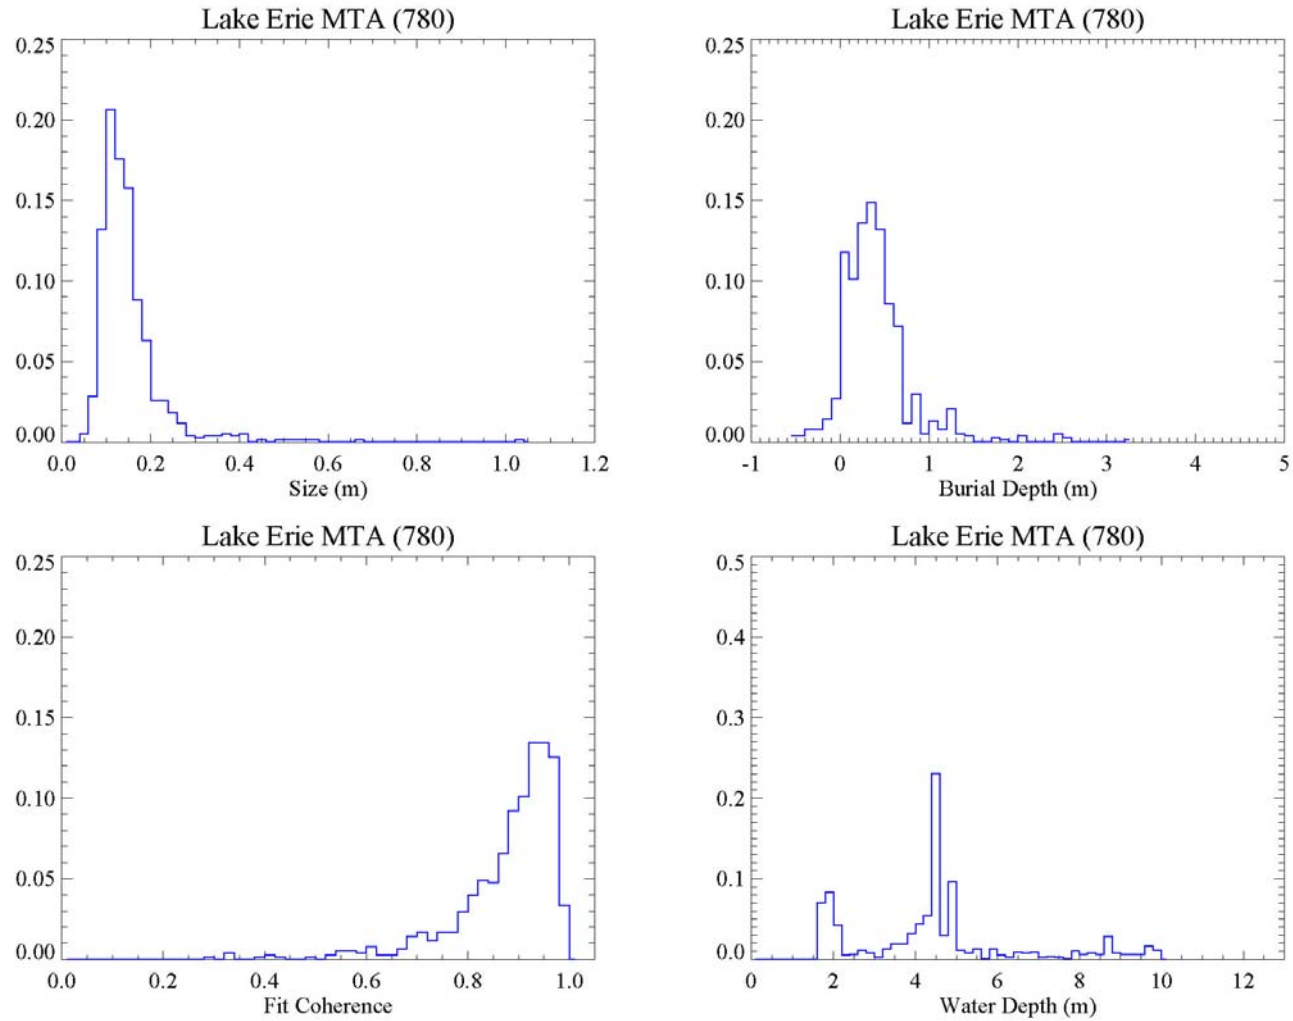 Lake Erie MTA (780)
0.25
0.20
0.15
0.10
0.05
0.00
0.0 0.2 0.4 0.6 0.8 1.0 1.2
Size (m)
Lake Erie MTA (780)
0.25
0.20
0.15
0.10
0.05
0.00
-1 0 1 2 3 4 5
Burial Depth (m)
Lake Erie MTA (780)
0.25
0.20
0.15
0.10
0.05
0.00
0.0 0.2 0.4 0.6 0.8 1.0
Fit Coherence
Lake Erie MTA (780)
0.5
0.4
0.3
0.2
0.1
0.0
0 2 4 6 8 10 12
Water Depth (m)